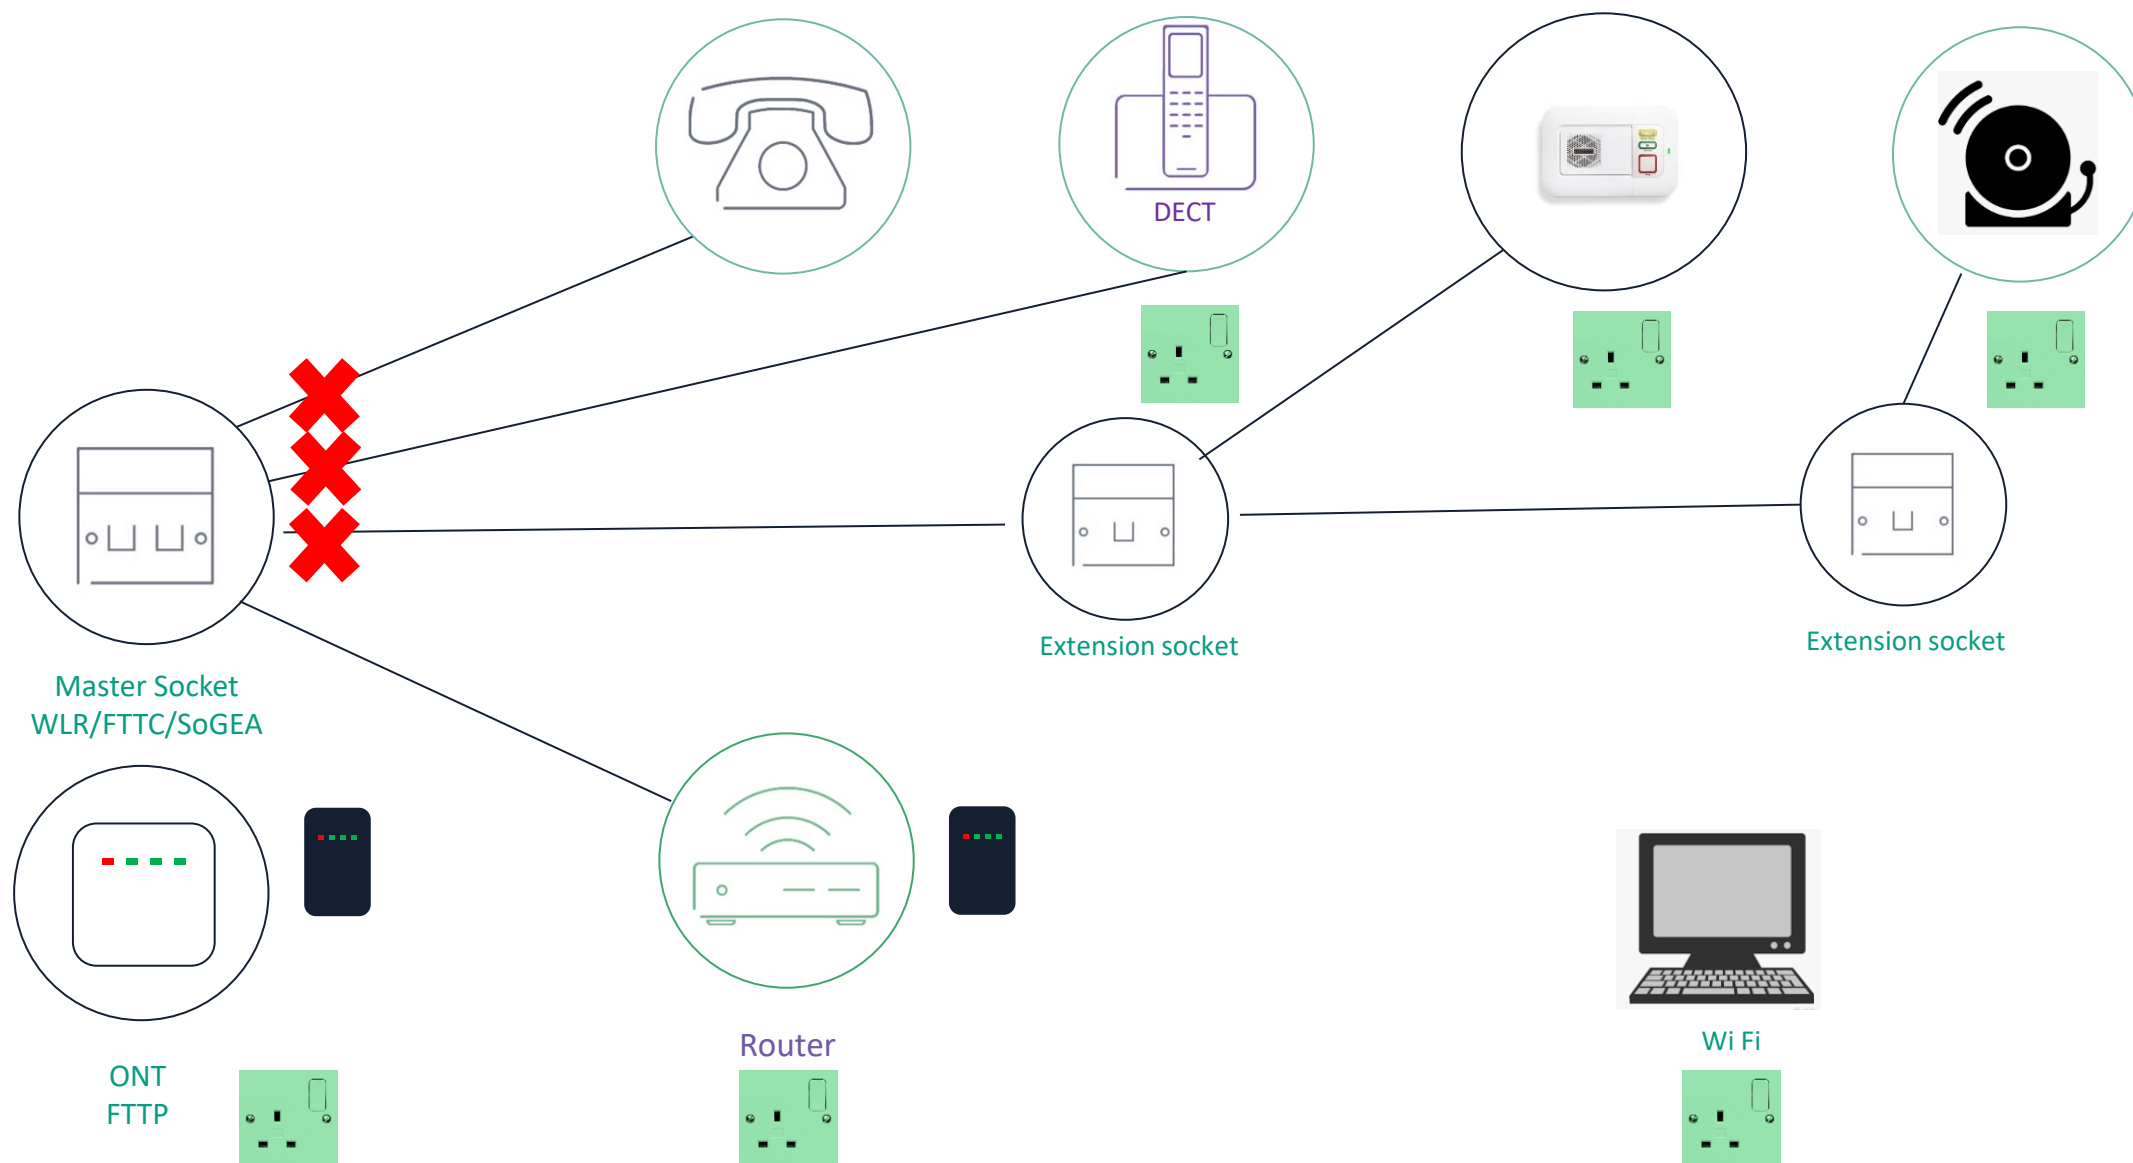 DECT
Extension socket
Extension socket
Master Socket
WLR/FTTC/SoGEA
Router
Wi Fi
ONT
FTTP